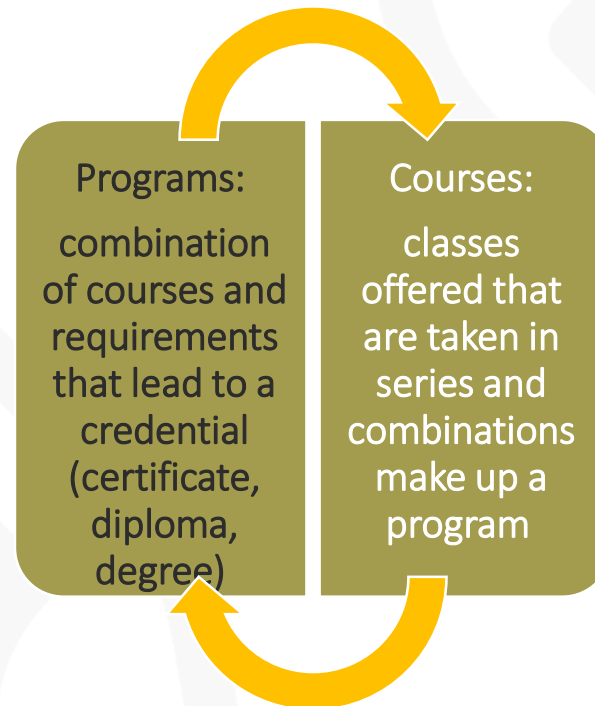 Programs:
combination
of courses and
requirements
that lead to a
credential
(certificate,
diploma,
degree)
Courses:
classes
offered that
are taken in
series and
combinations
make up a
program